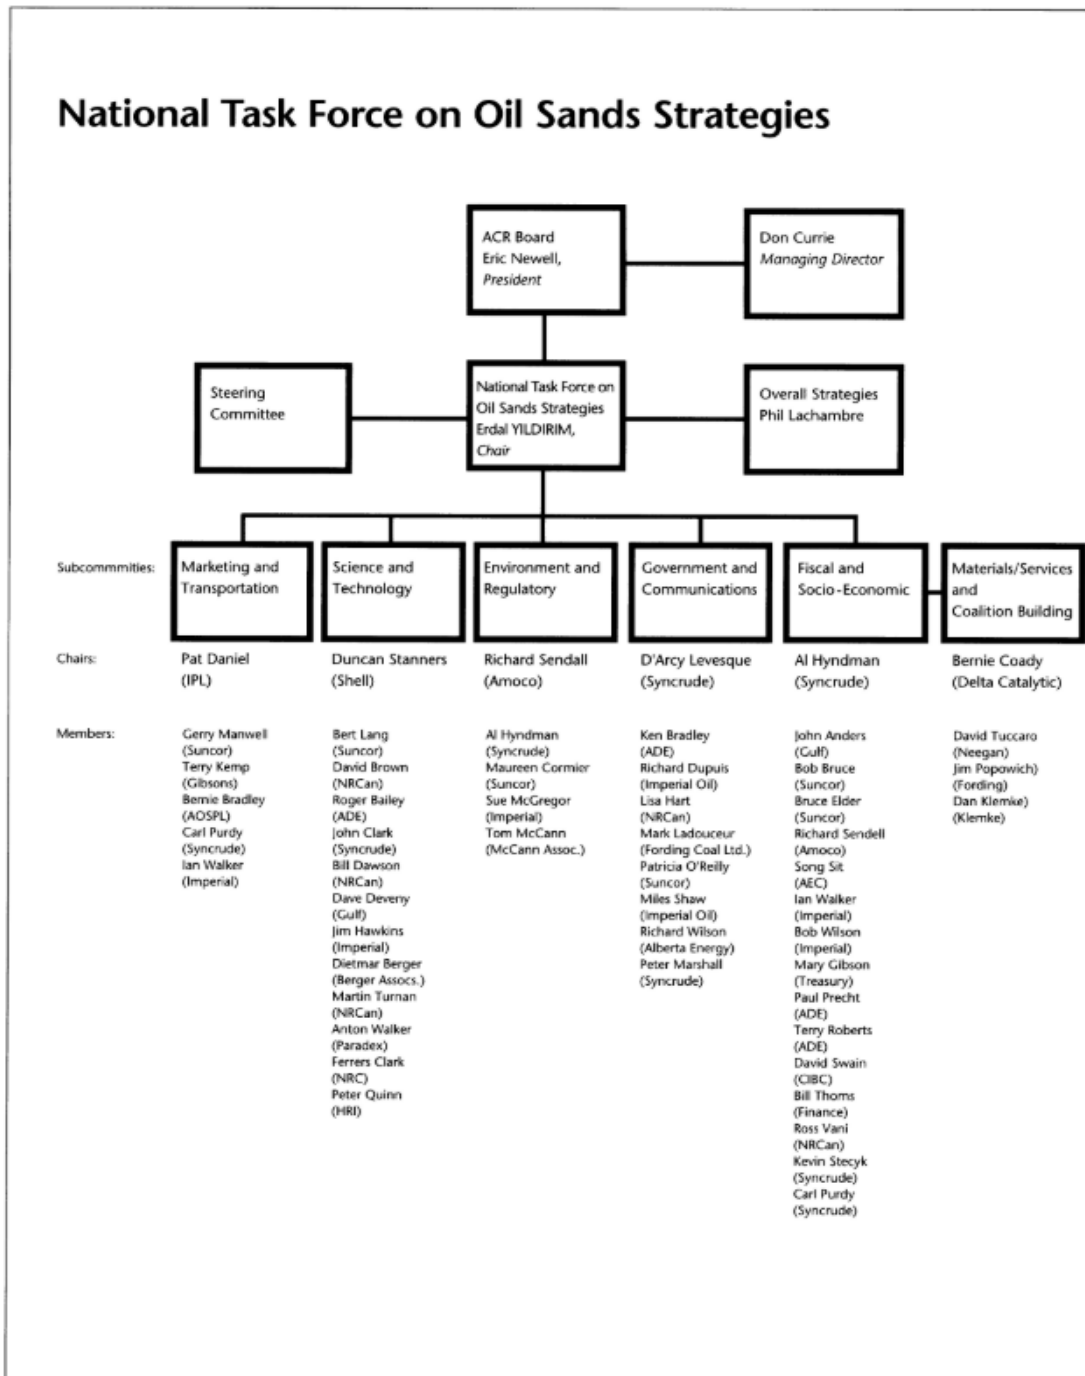 National Task Force on Oil Sands Strategies
ACR Board
Eric Newell,
President
Don Currie
Managing Director
Steering
Committee
National Task Force on
Oil Sands Strategies
Erdal YILDIRIM,
Chair
Overall Strategies
Phil Lachambre
Subcommmities:
Marketing and
Transportation
Science and
Technology
Environment and
Regulatory
Government and
Communications
Fiscal and
Socio-Economic
Materials/Services
and
Coalition Building
Chairs:
Pat Daniel
(IPL)
Duncan Stanners
(Shell)
Richard Sendall
(Amoco)
D'Arcy Levesque
(Syncrude)
Al Hyndman
(Syncrude)
Bernie Coady
(Delta Catalytic)
Members:
Gerry Manwell
(Suncor)
Terry Kemp
(Gibsons)
Bernie Bradley
(AOSPL)
Carl Purdy
(Syncrude)
Ian Walker
(Imperial)
Bert Lang
(Suncor)
David Brown
(NRCan)
Roger Bailey
(ADE)
John Clark
(Syncrude)
Bill Dawson
(NRCan)
Dave Deveny
(Gulf)
Jim Hawkins
(Imperial)
Dietmar Berger
(Berger Assocs.)
Martin Turnan
(NRCan)
Anton Walker
(Paradex)
Ferrers Clark
(NRC)
Peter Quinn
(HRI)
Al Hyndman
(Syncrude)
Maureen Cormier
(Suncor)
Sue McGregor
(Imperial)
Tom McCann
(McCann Assoc.)
Ken Bradley
(ADE)
Richard Dupuis
(Imperial Oil)
Lisa Hart
(NRCan)
Mark Ladouceur
(Fording Coal Ltd.)
Patricia O'Reilly
(Suncor)
Miles Shaw
(Imperial Oil)
Richard Wilson
(Alberta Energy)
Peter Marshall
(Syncrude)
John Anders
(Gulf)
Bob Bruce
(Suncor)
Bruce Elder
(Suncor)
Richard Sendell
(Amoco)
Song Sit
(AEC)
Ian Walker
(Imperial)
Bob Wilson
(Imperial)
Mary Gibson
(Treasury)
Paul Precht
(ADE)
Terry Roberts
(ADE)
David Swain
(CIBC)
Bill Thoms
(Finance)
Ross Vani
(NRCan)
Kevin Stecyk
(Syncrude)
Carl Purdy
(Syncrude)
David Tuccaro
(Neegan)
Jim Popowich)
(Fording)
Dan Klemke)
(Klemke)